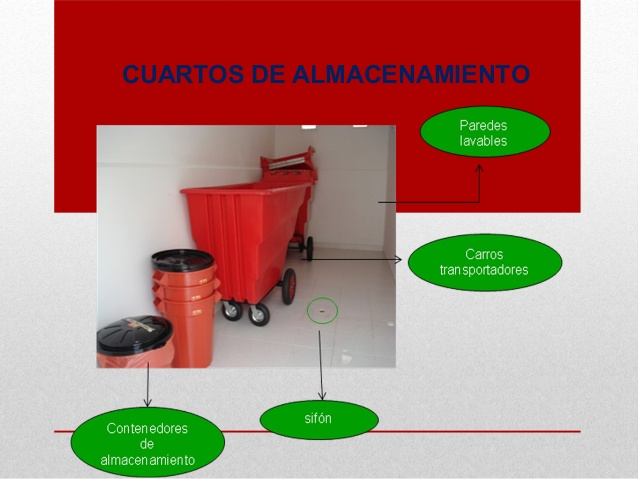 CUARTOS DE ALMACENAMIENTO
Paredes
lavables
Carros
transportadores
sifón
Contenedores
de
almacenamiento